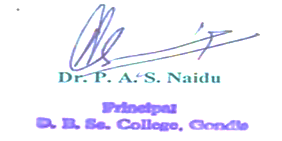 Dr. P. A. S. Naidu
Principal
D. B. Sc. College, Gondia